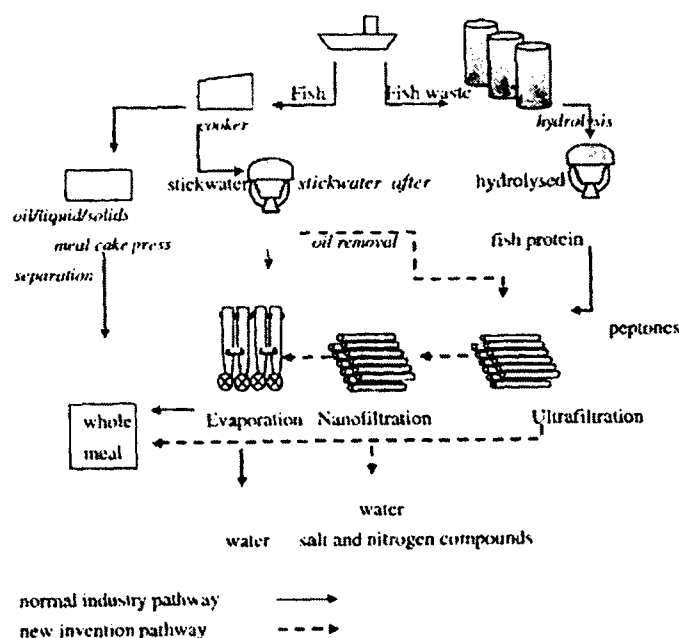 Fish
Fish waste
cooker
hydrolysis
stickwater
stickwater after
hydrolysed
oil/liquid/solids
oil removal
fish protein
meal cake press
separation
peptones
whole
meal
Evaporation
Nanofiltration
Ultrafiltration
water
water
salt and nitrogen compounds
normal industry pathway
new invention pathway